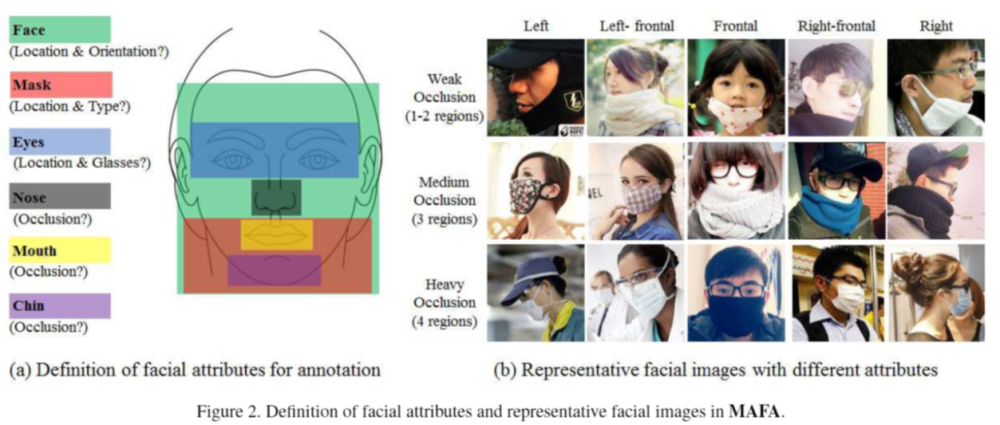 Face
(Location & Orientation?)
Mask
(Location & Type?)
Eyes
(Location & Glasses?)
Nose
(Occlusion?)
Mouth
(Occlusion?)
Chin
(Occlusion?)
(a) Definition of facial attributes for annotation
Left
Left- frontal
Frontal
Right-frontal
Right
Weak
Occlusion
(1-2 regions)
Medium
Occlusion
(3 regions)
Heavy
Occlusion
(4 regions)
(b) Representative facial images with different attributes
Figure 2. Definition of facial attributes and representative facial images in MAFA.